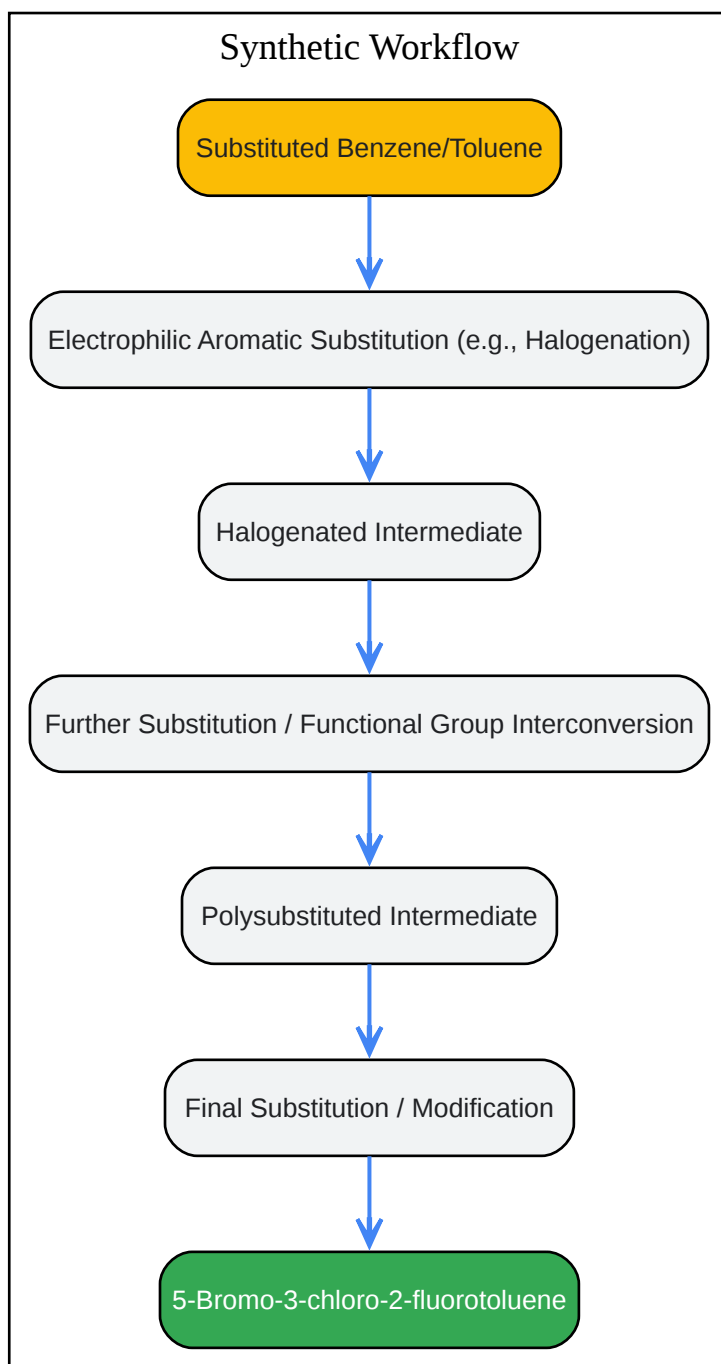 Synthetic Workflow
Substituted Benzene/Toluene
Electrophilic Aromatic Substitution (e.g., Halogenation)
Halogenated Intermediate
Further Substitution / Functional Group Interconversion
Polysubstituted Intermediate
Final Substitution / Modification
5-Bromo-3-chloro-2-fluorotoluene